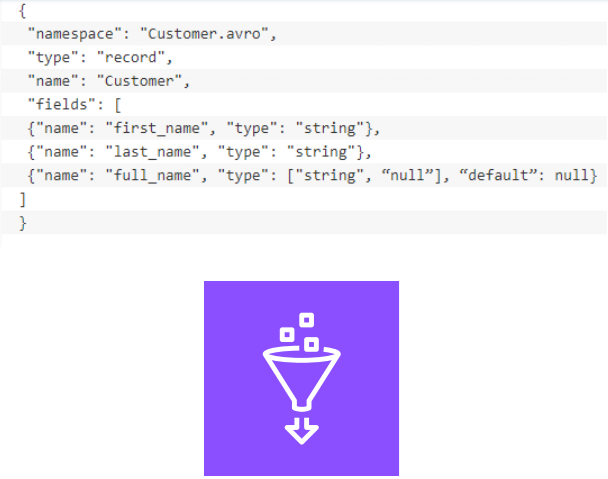 {
"namespace": "Customer.avro",
"type": "record",
"name": "Customer",
"fields": [
{"name": "first_name", "type": "string"},
{"name": "last_name", "type": "string"},
{"name": "full_name", "type": ["string", “null”], “default”: null}
]
}